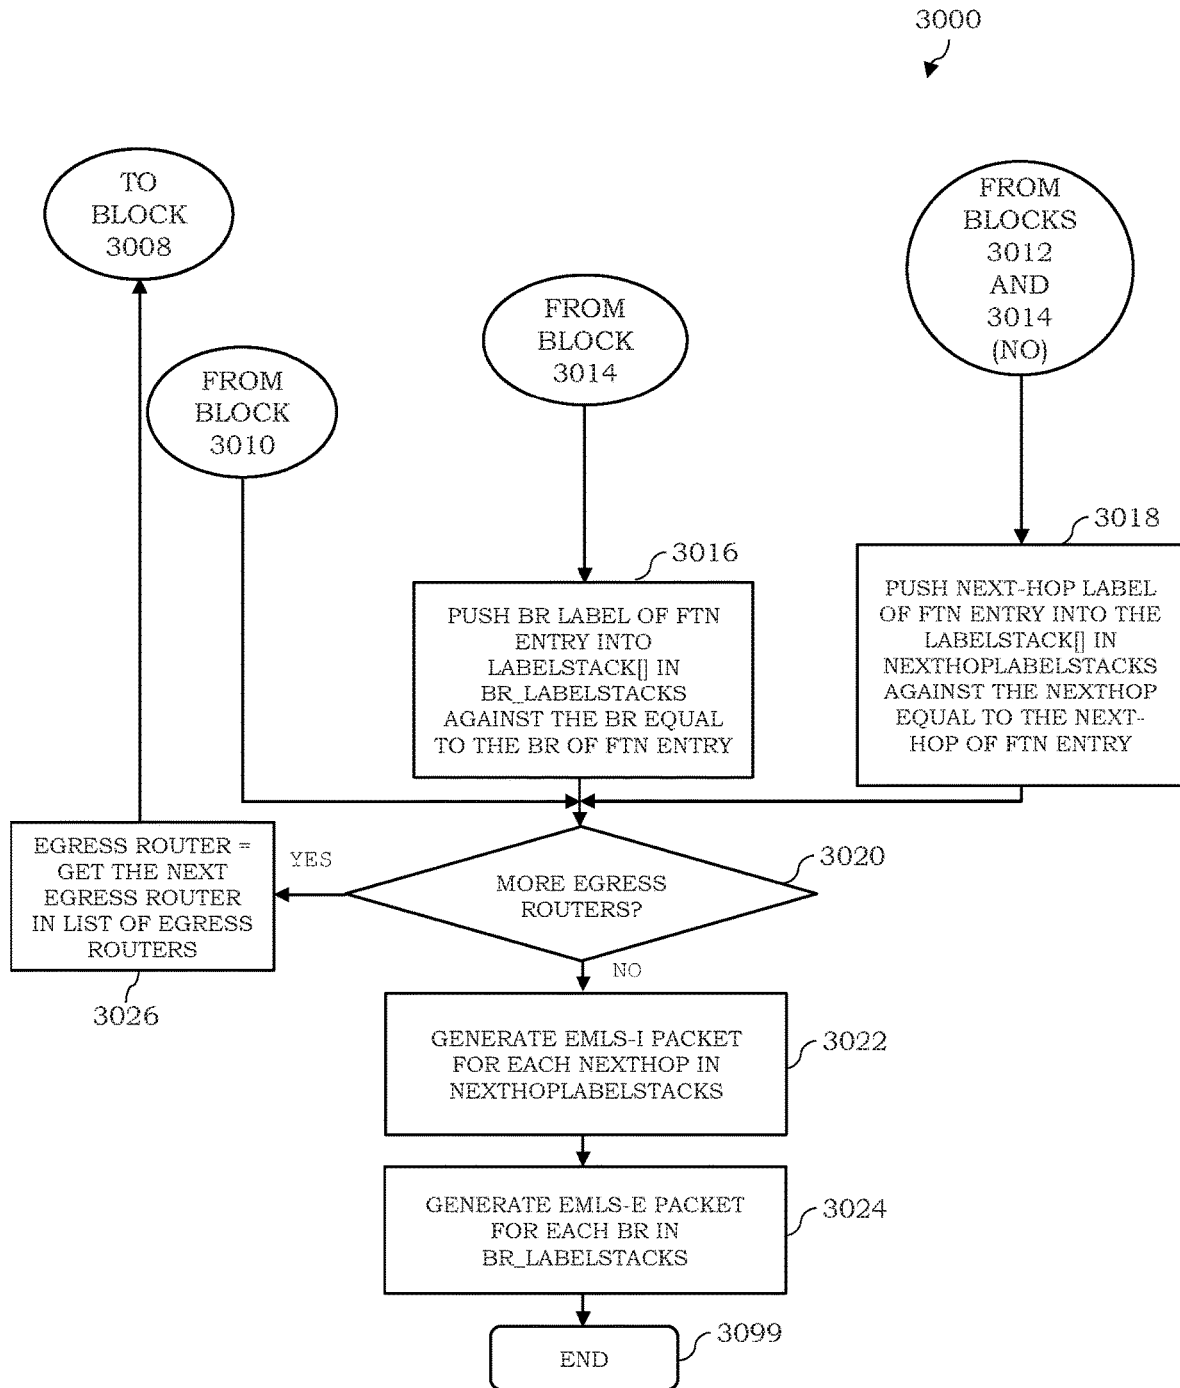 3000
TO
BLOCK
3008
FROM
BLOCKS
3012
AND
3014
(NO)
FROM
BLOCK
3014
FROM
BLOCK
3010
3018
3016
PUSH BR LABEL OF FTN
ENTRY INTO
LABELSTACK[] IN
BR_LABELSTACKS
AGAINST THE BR EQUAL
TO THE BR OF FTN ENTRY
PUSH NEXT-HOP LABEL
OF FTN ENTRY INTO THE
LABELSTACK[] IN
NEXTHOPLABELSTACKS
AGAINST THE NEXTHOP
EQUAL TO THE NEXT-
HOP OF FTN ENTRY
EGRESS ROUTER =
GET THE NEXT
EGRESS ROUTER
IN LIST OF EGRESS
ROUTERS
YES
MORE EGRESS
ROUTERS?
3020
3026
NO
GENERATE EMLS-I PACKET
FOR EACH NEXTHOP IN
NEXTHOPLABELSTACKS
3022
GENERATE EMLS-E PACKET
FOR EACH BR IN
BR_LABELSTACKS
3024
END
3099